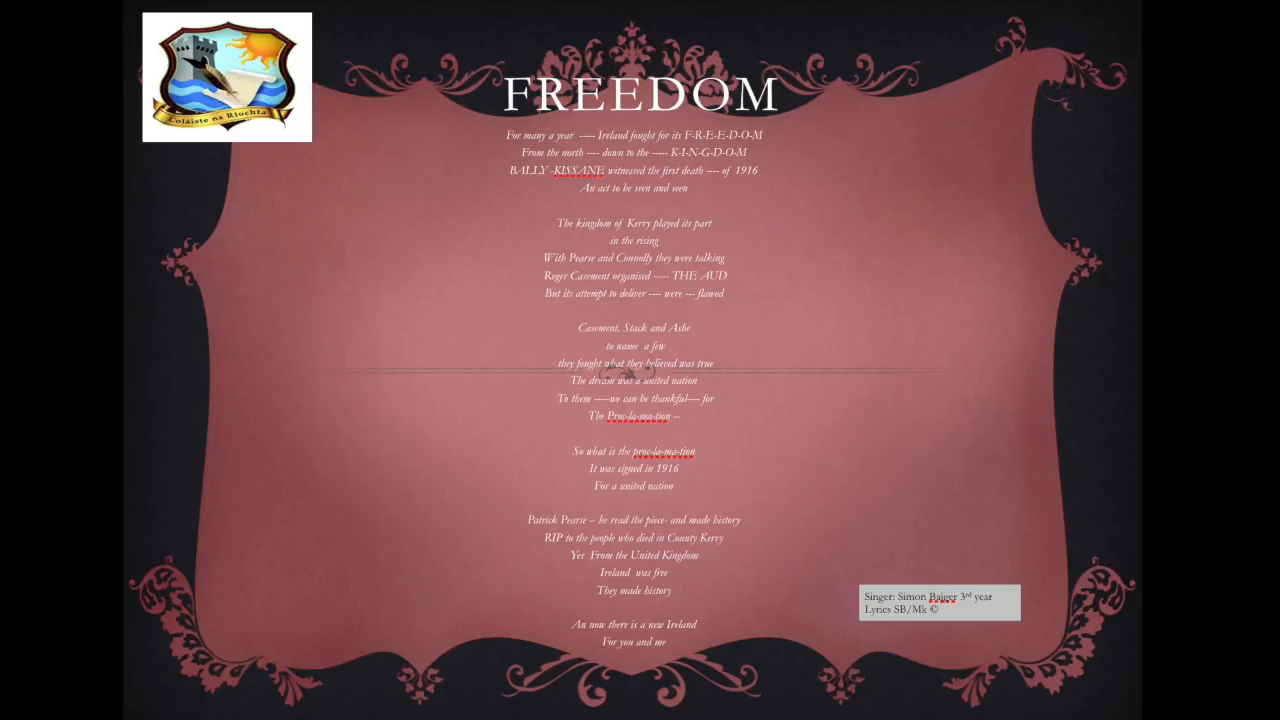 Coláiste na Ríochta
FREEDOM
For many a year ----- Ireland fought for its F-R-E-E-D-O-M
From the north ---- down to the ----- K-I-N-G-D-O-M
BALLY -KISSANE witnessed the first death ---- of 1916
An act to be seen and seen
The kingdom of Kerry played its part
in the rising
With Pearse and Connolly they were talking
Roger Casement organised ----- THE AUD
But its attempt to deliver ---- were --- flawed
Casement, Stack and Ashe
to name a few
they fought what they believed was true
The dream was a united nation
To them -----we can be thankful---- for
The Proc-la-ma-tion –
So what is the proc-la-ma-tion
It was signed in 1916
For a united nation
Patrick Pearse – he read the piece- and made history
RIP to the people who died in County Kerry
Yes From the United Kingdom
Ireland was free
They made history
An now there is a new Ireland
For you and me
Singer: Simon Baiger 3rd year
Lyrics SB/Mk ©